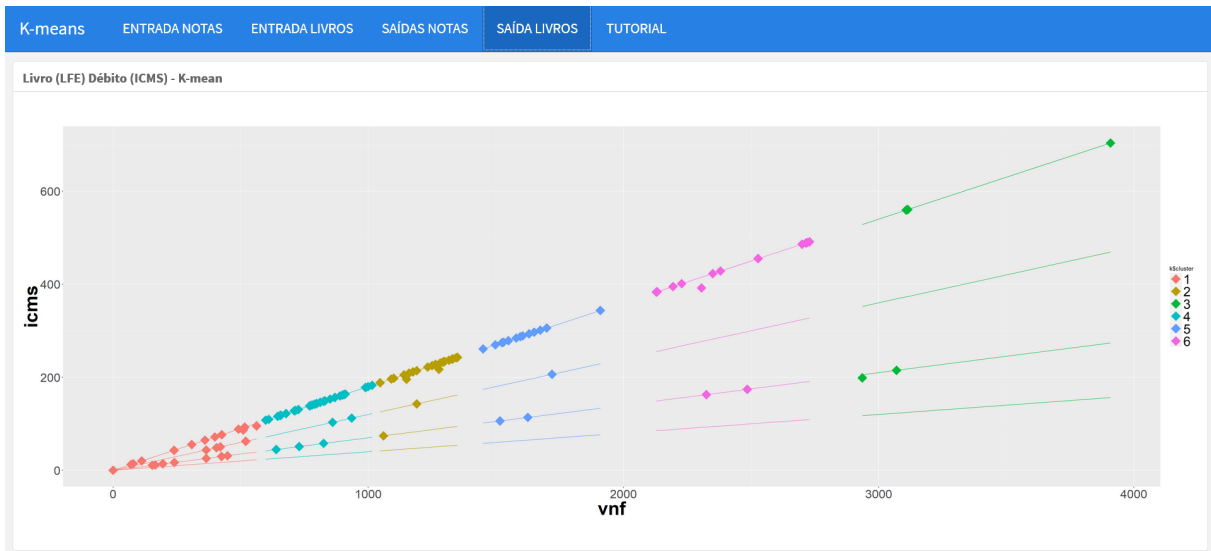 K-means ENTRADA NOTAS ENTRADA LIVROS SAÍDAS NOTAS SAÍDA LIVROS TUTORIAL
Livro (LFE) Débito (ICMS) - K-mean
600
400
200
0
icms
0 1000 2000 3000 4000
vnf
k$cluster
1
2
3
4
5
6